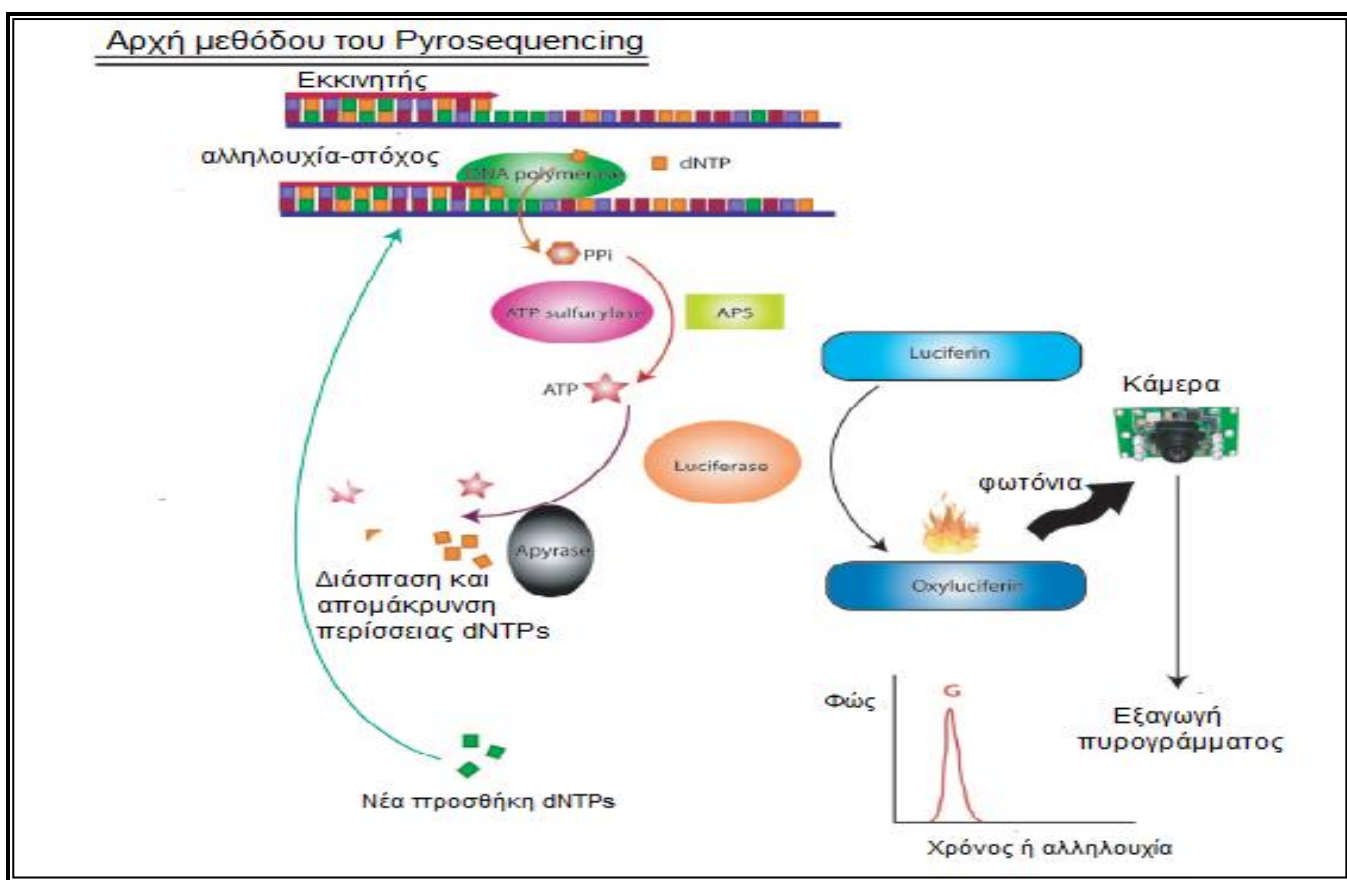 Αρχή μεθόδου του Pyrosequencing
Εκκινητής
αλληλουχία-στόχος
DNA polymerase
dNTP
PPi
ATP sulfurylase
APS
Luciferin
ATP
Κάμερα
Luciferase
φωτόνια
Apyrase
Διάσπαση και
απομάκρυνση
περίσσειας dNTPs
Oxyluciferin
Φώς
G
Εξαγωγή
πυρογράμματος
Νέα προσθήκη dNTPs
Χρόνος ή αλληλουχία